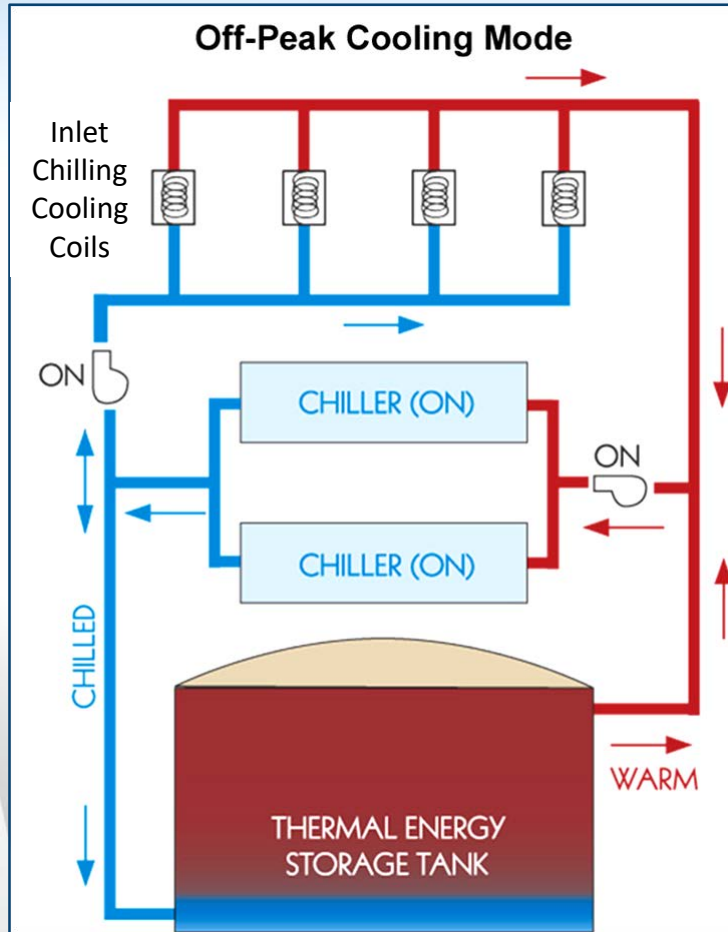 Off-Peak Cooling Mode
Inlet
Chilling
Cooling
Coils
ON
CHILLER (ON)
ON
CHILLER (ON)
CHILLED
WARM
THERMAL ENERGY
STORAGE TANK